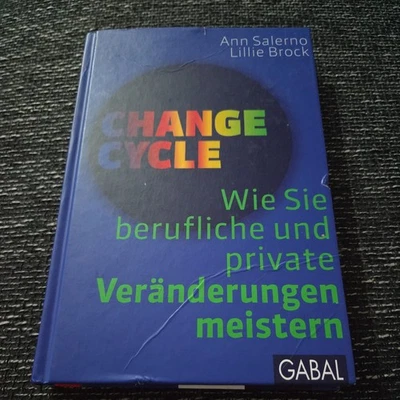 Ann Salerno
Lillie Brock
CHANGE
CYCLE
Wie Sie
berufliche und
private
Veränderungen
meistern
GABAL